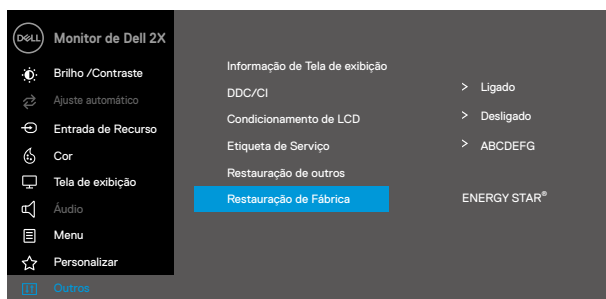 DELL Monitor de Dell 2X
Brilho /Contraste
Ajuste automático
Entrada de Recurso
Cor
Tela de exibição
Áudio
Menu
Personalizar
Outros
Informação de Tela de exibição
DDC/CI > Ligado
Condicionamento de LCD > Desligado
Etiqueta de Serviço > ABCDEFG
Restauração de outros
Restauração de Fábrica ENERGY STAR®